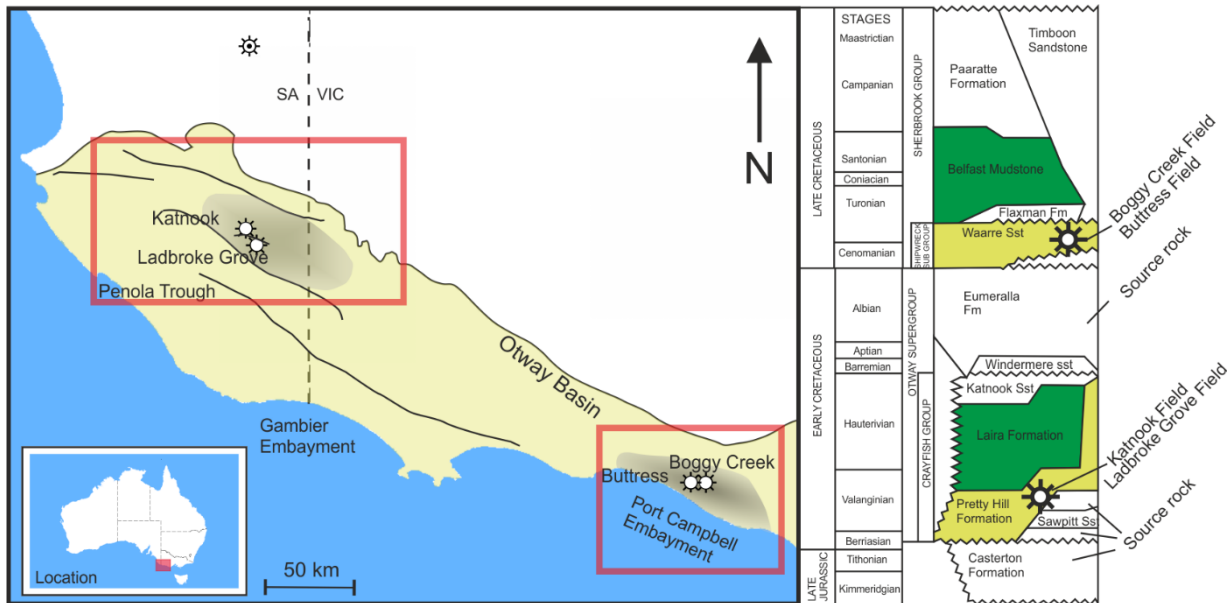 SA
VIC
N
Katnook
Ladbroke Grove
Penola Trough
Otway Basin
Gambier
Embayment
Buttress
Boggy Creek
Port Campbell
Embayment
Location
50 km
STAGES
Maastrictian
Campanian
Santonian
Coniacian
Turonian
Cenomanian
Albian
Aptian
Barremian
Hauterivian
Valanginian
Berriasian
Tithonian
Kimmeridgian
LATE CRETACEOUS
EARLY CRETACEOUS
LATE
JURASSIC
SHERBROOK GROUP
SHIPWRECK
SUB GROUP
OTWAY SUPERGROUP
CRAYFISH GROUP
Timboon
Sandstone
Paaratte
Formation
Belfast Mudstone
Flaxman Fm
Waarre Sst
Eumeralla
Fm
Windermere sst
Katnook Sst
Laira Formation
Pretty Hill
Formation
Sawpitt Sst
Casterton
Formation
Boggy Creek Field
Buttress Field
Source rock
Katnook Field
Ladbroke Grove Field
Source rock